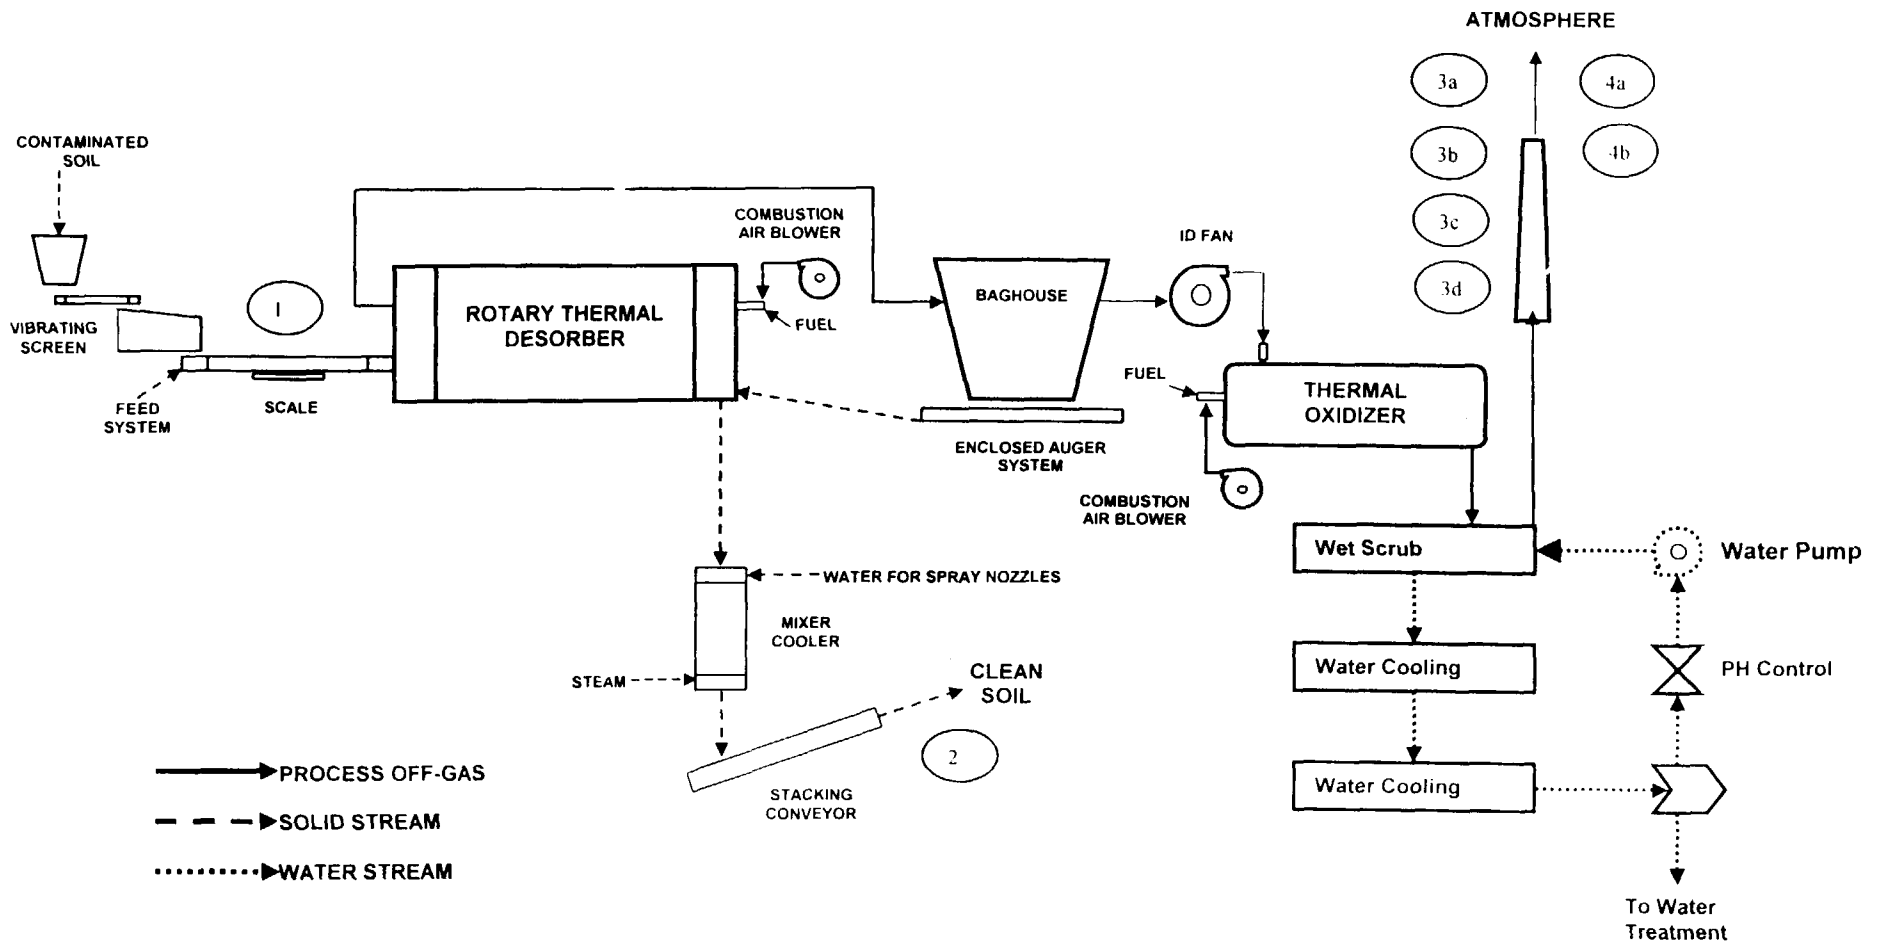 ATMOSPHERE
3a
4a
3b
4b
3c
3d
CONTAMINATED
SOIL
VIBRATING
SCREEN
FEED
SYSTEM
1
SCALE
ROTARY THERMAL
DESORBER
COMBUSTION
AIR BLOWER
FUEL
BAGHOUSE
ENCLOSED AUGER
SYSTEM
ID FAN
FUEL
THERMAL
OXIDIZER
COMBUSTION
AIR BLOWER
Wet Scrub
Water Pump
Water Cooling
PH Control
Water Cooling
To Water
Treatment
WATER FOR SPRAY NOZZLES
MIXER
COOLER
STEAM
CLEAN
SOIL
2
STACKING
CONVEYOR
PROCESS OFF-GAS
SOLID STREAM
WATER STREAM